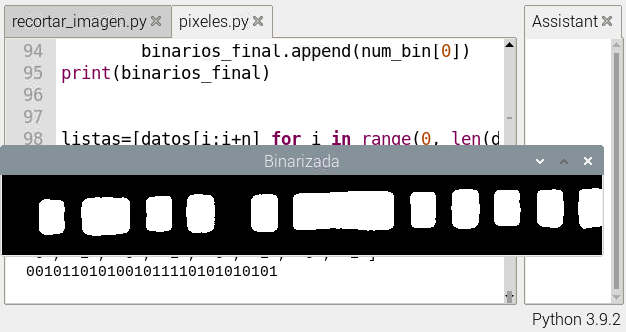 recortar_imagen.py pixeles.py Assistant
94 binarios_final.append(num_bin[0])
95 print(binarios_final)
96
97
98 listas=[datos[i:i+n] for i in range(0, len(d
Binarizada
00101101010010111110101010101
Python 3.9.2